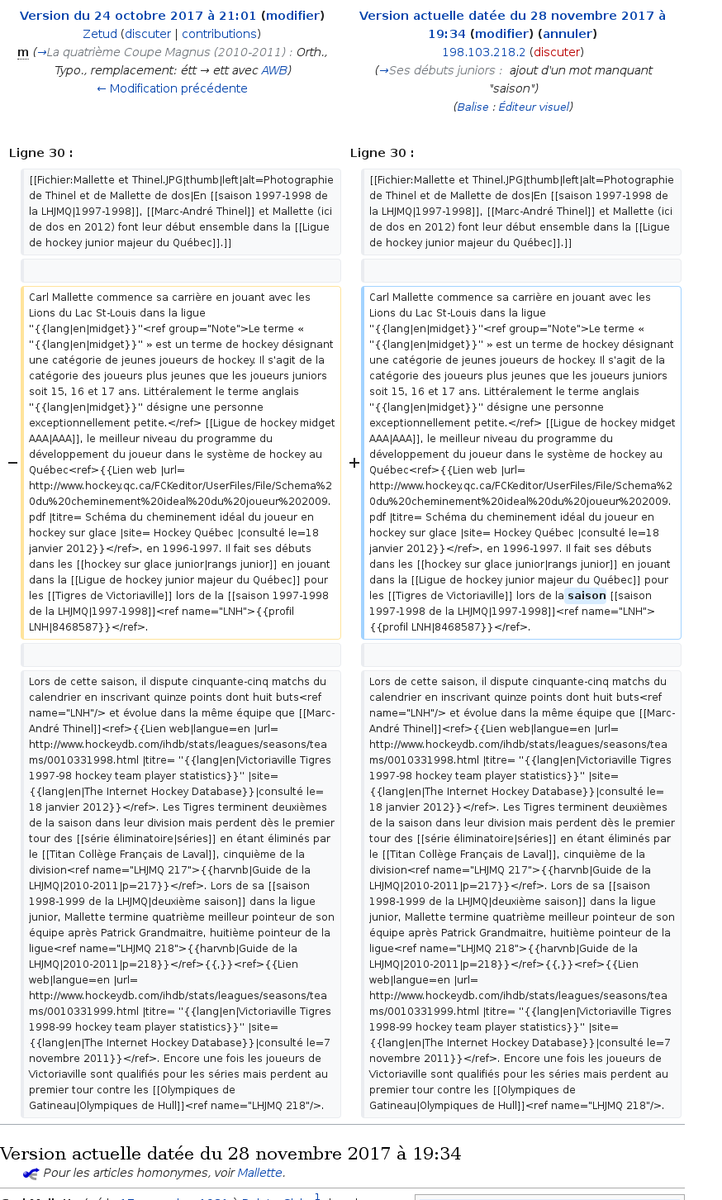 Version du 24 octobre 2017 à 21:01 (modifier)
Zetud (discuter | contributions)
m (→La quatrième Coupe Magnus (2010-2011) : Orth.,
Typo., remplacement: étt → ett avec AWB)
← Modification précédente
Version actuelle datée du 28 novembre 2017 à
19:34 (modifier) (annuler)
198.103.218.2 (discuter)
(→Ses débuts juniors : ajout d'un mot manquant
"saison")
(Balise : Éditeur visuel)
Ligne 30 :
[[Fichier:Mallette et Thinel.JPG|thumb|left|alt=Photographie
de Thinel et de Mallette de dos|En [[saison 1997-1998 de
la LHJMQ|1997-1998]], [[Marc-André Thinel]] et Mallette (ici
de dos en 2012) font leur début ensemble dans la [[Ligue
de hockey junior majeur du Québec]].]]
Carl Mallette commence sa carrière en jouant avec les
Lions du Lac St-Louis dans la ligue
''{{lang|en|midget}}''<ref group="Note">Le terme «
''{{lang|en|midget}}'' » est un terme de hockey désignant
une catégorie de jeunes joueurs de hockey. Il s'agit de la
catégorie des joueurs plus jeunes que les joueurs juniors
soit 15, 16 et 17 ans. Littéralement le terme anglais
''{{lang|en|midget}}'' désigne une personne
exceptionnellement petite.</ref> [[Ligue de hockey midget
AAA|AAA]], le meilleur niveau du programme du
développement du joueur dans le système de hockey au
− Québec<ref>{{Lien web |url=
http://www.hockey.qc.ca/FCKeditor/UserFiles/File/Schema%2
0du%20cheminement%20ideal%20du%20joueur%202009.
pdf |titre= Schéma du cheminement idéal du joueur en
hockey sur glace |site= Hockey Québec |consulté le=18
janvier 2012}}</ref>, en 1996-1997. Il fait ses débuts
dans les [[hockey sur glace junior|rangs junior]] en jouant
dans la [[Ligue de hockey junior majeur du Québec]] pour
les [[Tigres de Victoriaville]] lors de la [[saison 1997-1998
de la LHJMQ|1997-1998]]<ref name="LNH">{{profil
LNH|8468587}}</ref>.
Lors de cette saison, il dispute cinquante-cinq matchs du
calendrier en inscrivant quinze points dont huit buts<ref
name="LNH"/> et évolue dans la même équipe que [[Marc-
André Thinel]]<ref>{{Lien web|langue=en |url=
http://www.hockeydb.com/ihdb/stats/leagues/seasons/tea
ms/0010331998.html |titre= ''{{lang|en|Victoriaville Tigres
1997-98 hockey team player statistics}}'' |site=
{{lang|en|The Internet Hockey Database}}|consulté le=
18 janvier 2012}}</ref>. Les Tigres terminent deuxièmes
de la saison dans leur division mais perdent dès le premier
tour des [[série éliminatoire|séries]] en étant éliminés par
le [[Titan Collège Français de Laval]], cinquième de la
division<ref name="LHJMQ 217">{{harvnb|Guide de la
LHJMQ|2010-2011|p=217}}</ref>. Lors de sa [[saison
1998-1999 de la LHJMQ|deuxième saison]] dans la ligue
junior, Mallette termine quatrième meilleur pointeur de son
équipe après Patrick Grandmaitre, huitième pointeur de la
ligue<ref name="LHJMQ 218">{{harvnb|Guide de la
LHJMQ|2010-2011|p=218}}</ref>{{,}}<ref>{{Lien
web|langue=en |url=
http://www.hockeydb.com/ihdb/stats/leagues/seasons/tea
ms/0010331999.html |titre= ''{{lang|en|Victoriaville Tigres
1998-99 hockey team player statistics}}'' |site=
{{lang|en|The Internet Hockey Database}}|consulté le=7
novembre 2011}}</ref>. Encore une fois les joueurs de
Victoriaville sont qualifiés pour les séries mais perdent au
premier tour contre les [[Olympiques de
Gatineau|Olympiques de Hull]]<ref name="LHJMQ 218"/>.
Ligne 30 :
[[Fichier:Mallette et Thinel.JPG|thumb|left|alt=Photographie
de Thinel et de Mallette de dos|En [[saison 1997-1998 de
la LHJMQ|1997-1998]], [[Marc-André Thinel]] et Mallette (ici
de dos en 2012) font leur début ensemble dans la [[Ligue
de hockey junior majeur du Québec]].]]
Carl Mallette commence sa carrière en jouant avec les
Lions du Lac St-Louis dans la ligue
''{{lang|en|midget}}''<ref group="Note">Le terme «
''{{lang|en|midget}}'' » est un terme de hockey désignant
une catégorie de jeunes joueurs de hockey. Il s'agit de la
catégorie des joueurs plus jeunes que les joueurs juniors
soit 15, 16 et 17 ans. Littéralement le terme anglais
''{{lang|en|midget}}'' désigne une personne
exceptionnellement petite.</ref> [[Ligue de hockey midget
AAA|AAA]], le meilleur niveau du programme du
développement du joueur dans le système de hockey au
+ Québec<ref>{{Lien web |url=
http://www.hockey.qc.ca/FCKeditor/UserFiles/File/Schema%2
0du%20cheminement%20ideal%20du%20joueur%202009.
pdf |titre= Schéma du cheminement idéal du joueur en
hockey sur glace |site= Hockey Québec |consulté le=18
janvier 2012}}</ref>, en 1996-1997. Il fait ses débuts
dans les [[hockey sur glace junior|rangs junior]] en jouant
dans la [[Ligue de hockey junior majeur du Québec]] pour
les [[Tigres de Victoriaville]] lors de la saison [[saison
1997-1998 de la LHJMQ|1997-1998]]<ref name="LNH">
{{profil LNH|8468587}}</ref>.
Lors de cette saison, il dispute cinquante-cinq matchs du
calendrier en inscrivant quinze points dont huit buts<ref
name="LNH"/> et évolue dans la même équipe que [[Marc-
André Thinel]]<ref>{{Lien web|langue=en |url=
http://www.hockeydb.com/ihdb/stats/leagues/seasons/tea
ms/0010331998.html |titre= ''{{lang|en|Victoriaville Tigres
1997-98 hockey team player statistics}}'' |site=
{{lang|en|The Internet Hockey Database}}|consulté le=
18 janvier 2012}}</ref>. Les Tigres terminent deuxièmes
de la saison dans leur division mais perdent dès le premier
tour des [[série éliminatoire|séries]] en étant éliminés par
le [[Titan Collège Français de Laval]], cinquième de la
division<ref name="LHJMQ 217">{{harvnb|Guide de la
LHJMQ|2010-2011|p=217}}</ref>. Lors de sa [[saison
1998-1999 de la LHJMQ|deuxième saison]] dans la ligue
junior, Mallette termine quatrième meilleur pointeur de son
équipe après Patrick Grandmaitre, huitième pointeur de la
ligue<ref name="LHJMQ 218">{{harvnb|Guide de la
LHJMQ|2010-2011|p=218}}</ref>{{,}}<ref>{{Lien
web|langue=en |url=
http://www.hockeydb.com/ihdb/stats/leagues/seasons/tea
ms/0010331999.html |titre= ''{{lang|en|Victoriaville Tigres
1998-99 hockey team player statistics}}'' |site=
{{lang|en|The Internet Hockey Database}}|consulté le=7
novembre 2011}}</ref>. Encore une fois les joueurs de
Victoriaville sont qualifiés pour les séries mais perdent au
premier tour contre les [[Olympiques de
Gatineau|Olympiques de Hull]]<ref name="LHJMQ 218"/>.
Version actuelle datée du 28 novembre 2017 à 19:34
Pour les articles homonymes, voir Mallette.